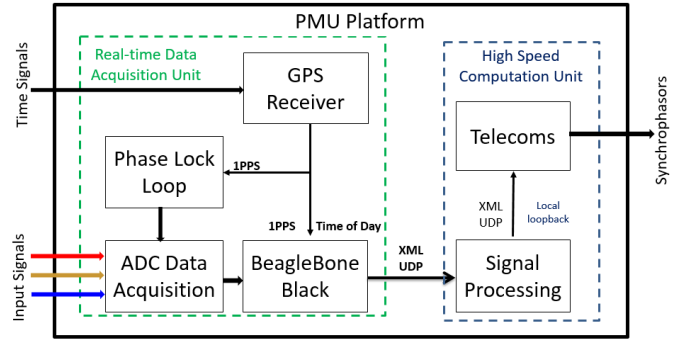 PMU Platform
Real-time Data
Acquisition Unit
High Speed
Computation Unit
Time Signals
GPS
Receiver
Telecoms
Synchrophasors
Phase Lock
Loop
1PPS
XML
UDP
Local
loopback
1PPS
Time of Day
Input Signals
ADC Data
Acquisition
BeagleBone
Black
XML
UDP
Signal
Processing